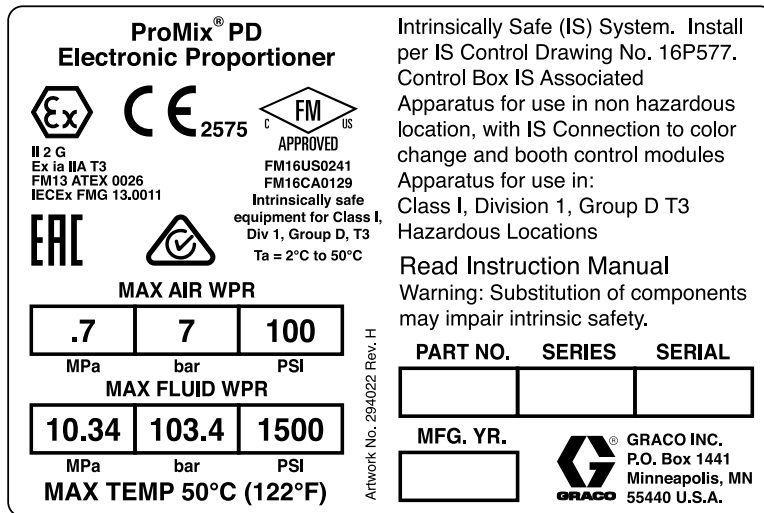 ProMix® PD
Electronic Proportioner
Ex
CE 2575
FM
C US
APPROVED
II 2 G
Ex ia IIA T3
FM13 ATEX 0026
IECEx FMG 13.0011
FM16US0241
FM16CA0129
Intrinsically safe
equipment for Class I,
Div 1, Group D, T3
Ta = 2°C to 50°C
EAC
MAX AIR WPR
.7 7 100
MPa bar PSI
MAX FLUID WPR
10.34 103.4 1500
MPa bar PSI
MAX TEMP 50°C (122°F)
Artwork No. 294022 Rev. H
Intrinsically Safe (IS) System. Install
per IS Control Drawing No. 16P577.
Control Box IS Associated
Apparatus for use in non hazardous
location, with IS Connection to color
change and booth control modules
Apparatus for use in:
Class I, Division 1, Group D T3
Hazardous Locations
Read Instruction Manual
Warning: Substitution of components
may impair intrinsic safety.
PART NO. SERIES SERIAL
MFG. YR.
GRACO
®
GRACO INC.
P.O. Box 1441
Minneapolis, MN
55440 U.S.A.